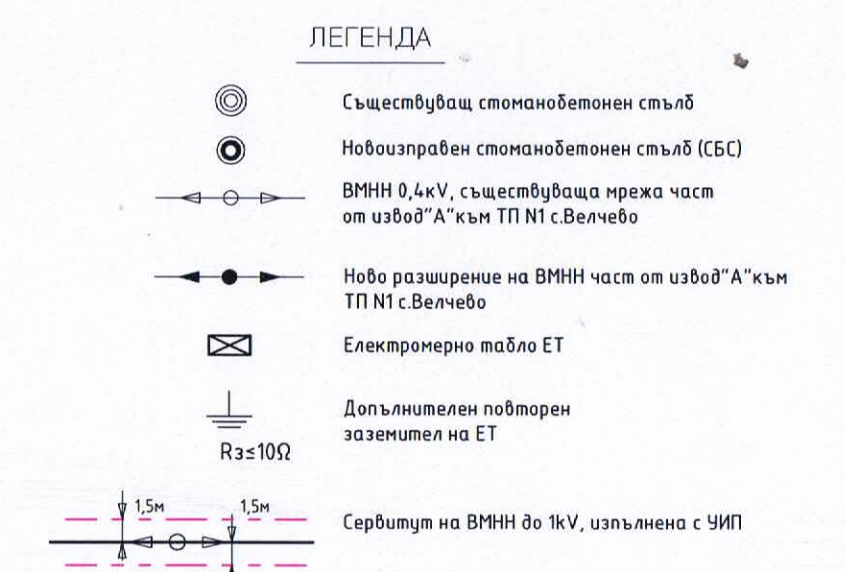 ЛЕГЕНДА
Съществуващ стоманобетонен стълб
Новоизправен стоманобетонен стълб (СБС)
ВМНН 0,4кV, съществуваща мрежа част
от извод"А"към ТП N1 с.Велчево
Ново разширение на ВМНН част от извод"А"към
ТП N1 с.Велчево
Електромерно табло ЕТ
Допълнителен повторен
заземител на ЕТ
Rз≤10Ω
1,5м 1,5м
Сервитут на ВМНН до 1kV, изпълнена с УИП